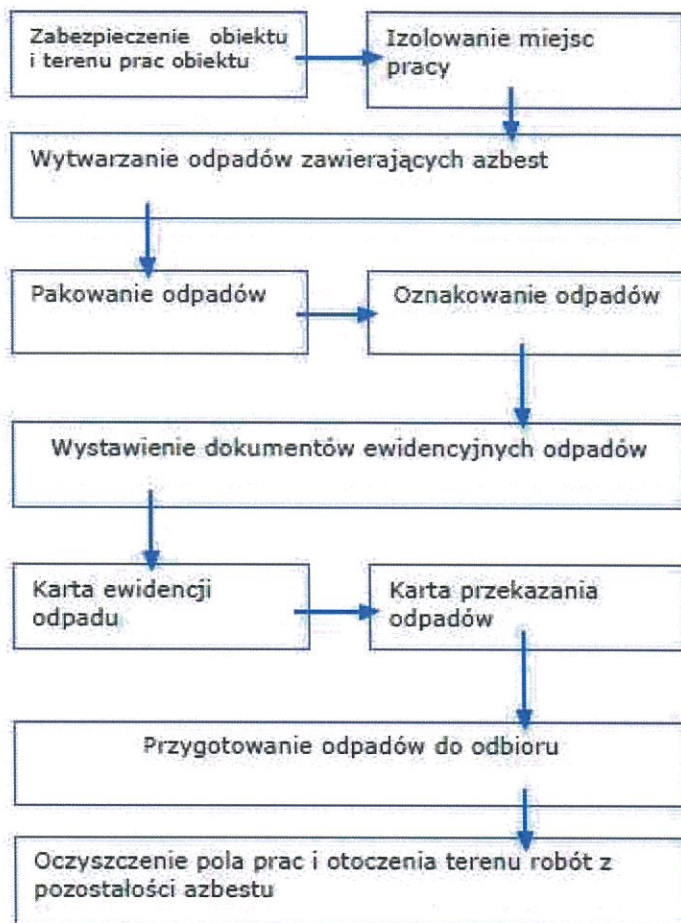 Zabezpieczenie obiektu
i terenu prac obiektu
Izolowanie miejsc
pracy
Wytwarzanie odpadów zawierających azbest
Pakowanie odpadów
Oznakowanie odpadów
Wystawienie dokumentów ewidencyjnych odpadów
Karta ewidencji
odpadu
Karta przekazania
odpadów
Przygotowanie odpadów do odbioru
Oczyszczenie pola prac i otoczenia terenu robót z
pozostałości azbestu